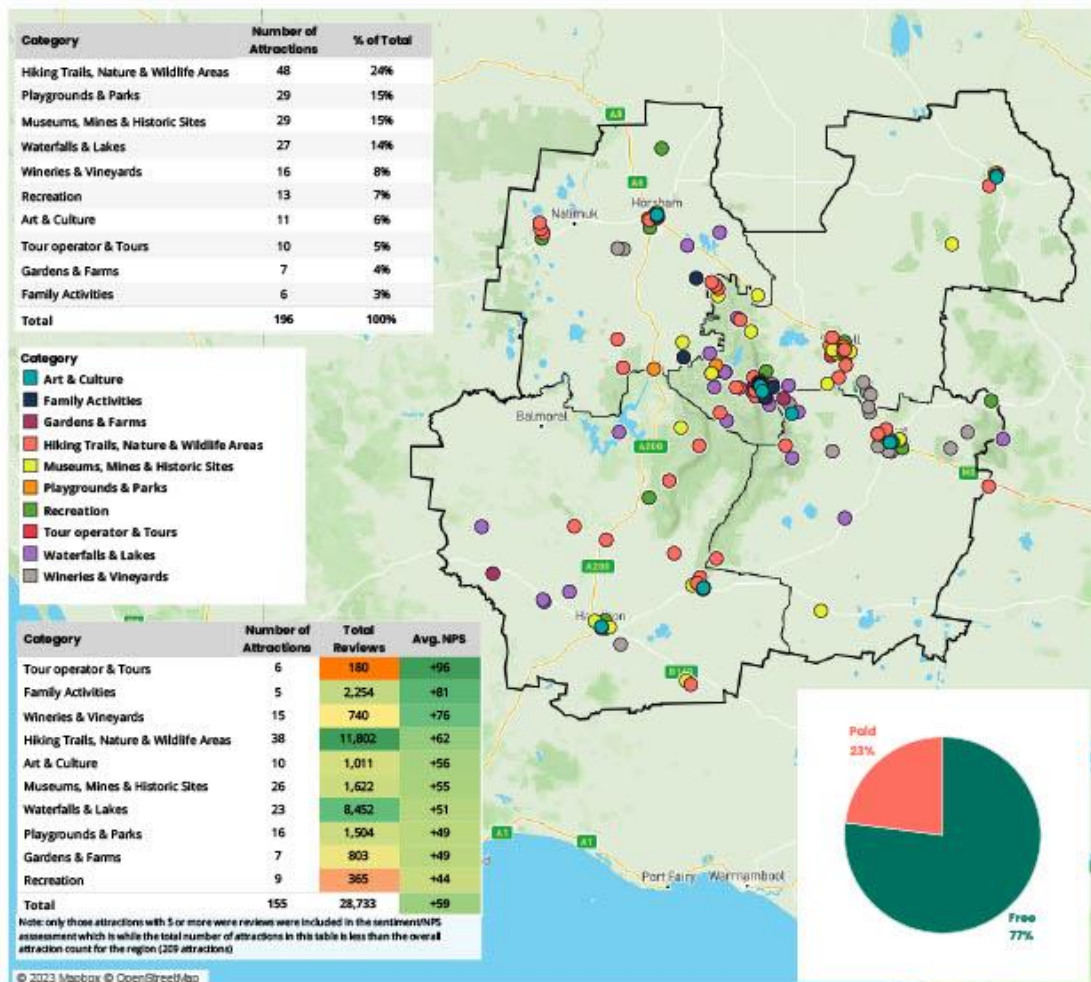 Category Number of Attractions % of Total
Hiking Trails, Nature & Wildlife Areas 48 24%
Playgrounds & Parks 29 15%
Museums, Mines & Historic Sites 29 15%
Waterfalls & Lakes 27 14%
Wineries & Vineyards 16 8%
Recreation 13 7%
Art & Culture 11 6%
Tour operator & Tours 10 5%
Gardens & Farms 7 4%
Family Activities 6 3%
Total 196 100%
Category
Art & Culture
Family Activities
Gardens & Farms
Hiking Trails, Nature & Wildlife Areas
Museums, Mines & Historic Sites
Playgrounds & Parks
Recreation
Tour operator & Tours
Waterfalls & Lakes
Wineries & Vineyards
A8
A8
Natimuk
Horsham
Balmoral
A200
M8
A200
B140
Category Number of Attractions Total Reviews Avg. NPS
Tour operator & Tours 6 180 +96
Family Activities 5 2,254 +81
Wineries & Vineyards 15 740 +76
Hiking Trails, Nature & Wildlife Areas 38 11,802 +62
Art & Culture 10 1,011 +56
Museums, Mines & Historic Sites 26 1,622 +55
Waterfalls & Lakes 23 8,452 +51
Playgrounds & Parks 16 1,504 +49
Gardens & Farms 7 803 +49
Recreation 9 365 +44
Total 155 28,733 +59
Note: only those attractions with 5 or more were reviews were included in the sentiment/NPS
assessment which is while the total number of attractions in this table is less than the overall
attraction count for the region (209 attractions)
A1
A1
Port Fairy
Warrnambool
Paid
23%
Free
77%
© 2023 Mapbox © OpenStreetMap